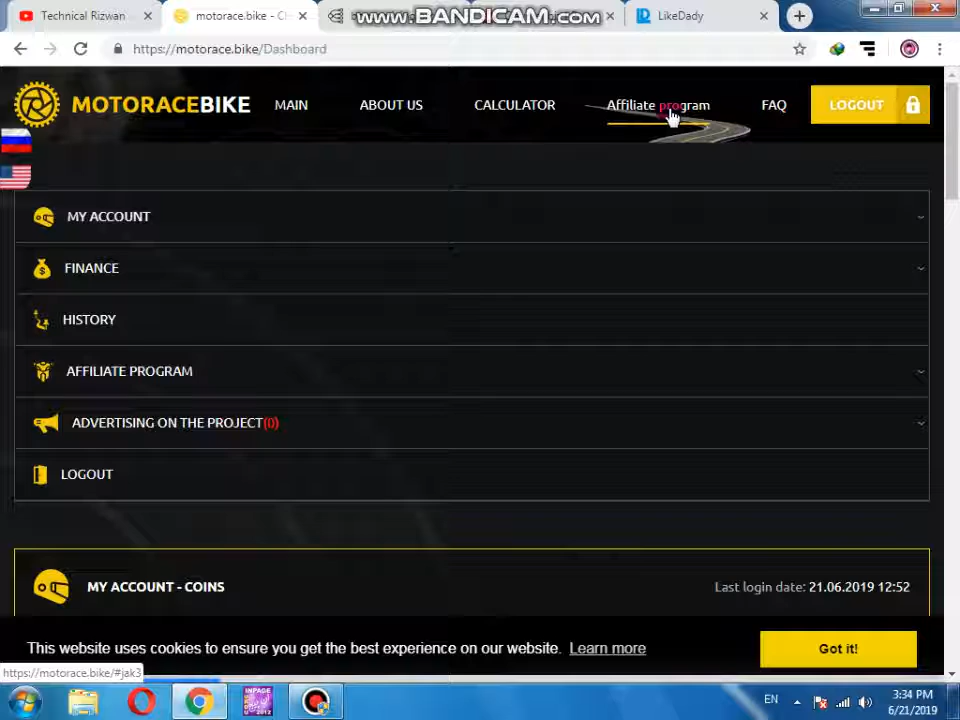 Technical Rizwan
motorace.bike - C
www.BANDICAM.com
LikeDady
https://motorace.bike/Dashboard
MOTORACEBIKE
MAIN
ABOUT US
CALCULATOR
Affiliate program
FAQ
LOGOUT
MY ACCOUNT
FINANCE
HISTORY
AFFILIATE PROGRAM
ADVERTISING ON THE PROJECT(0)
LOGOUT
MY ACCOUNT - COINS
Last login date: 21.06.2019 12:52
This website uses cookies to ensure you get the best experience on our website. Learn more
Got it!
https://motorace.bike/#jak3
INPAGE
EN
3:34 PM
6/21/2019